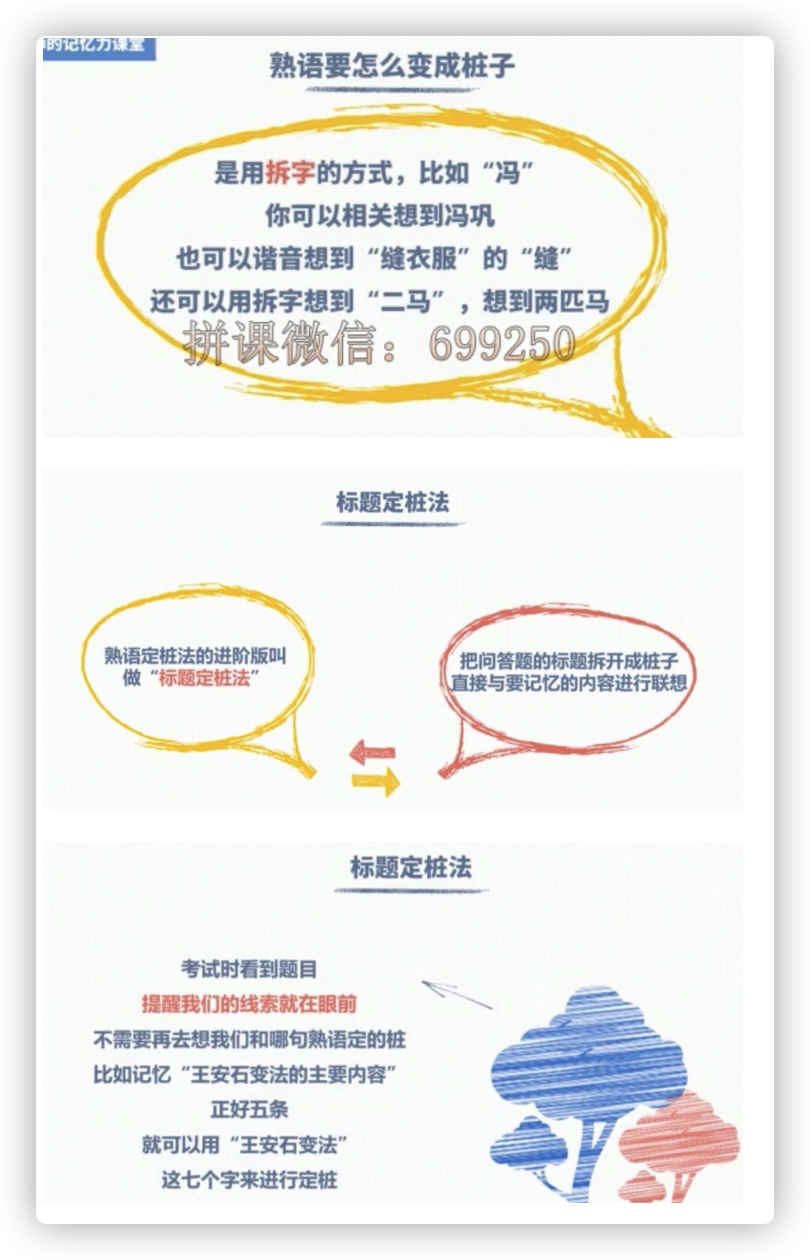 的记忆力课堂
熟语要怎么变成桩子
是用拆字的方式，比如“冯”
你可以相关想到冯巩
也可以谐音想到“缝衣服”的“缝”
还可以用拆字想到“二马”，想到两匹马
拼课微信：699250
标题定桩法
熟语定桩法的进阶版叫
做“标题定桩法”
把问答题的标题拆开成桩子
直接与要记忆的内容进行联想
标题定桩法
考试时看到题目
提醒我们的线索就在眼前
不需要再去想我们和哪句熟语定的桩
比如记忆“王安石变法的主要内容”
正好五条
就可以用“王安石变法”
这七个字来进行定桩